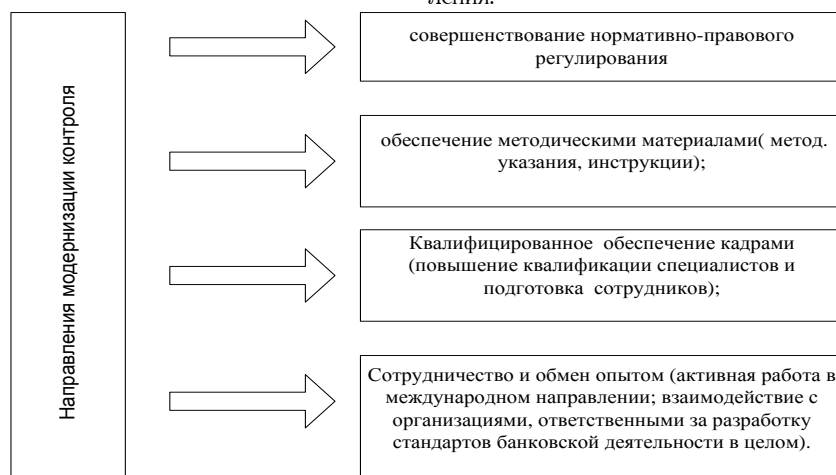 ления.
Направления модернизации контроля
совершенствование нормативно-правового
регулирования
обеспечение методическими материалами( метод.
указания, инструкции);
Квалифицированное обеспечение кадрами
(повышение квалификации специалистов и
подготовка сотрудников);
Сотрудничество и обмен опытом (активная работа в
международном направлении; взаимодействие с
организациями, ответственными за разработку
стандартов банковской деятельности в целом).